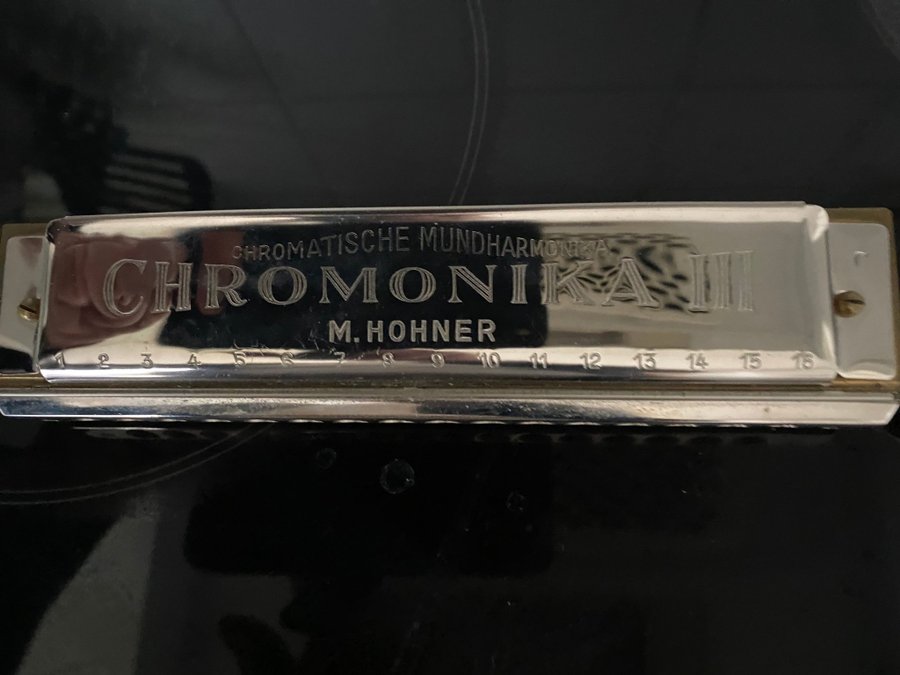 CHROMATISCHE MUNDHARMONIKA
CHROMONIKA III
M. HOHNER
1 2 3 4 5 6 7 8 9 10 11 12 13 14 15 16